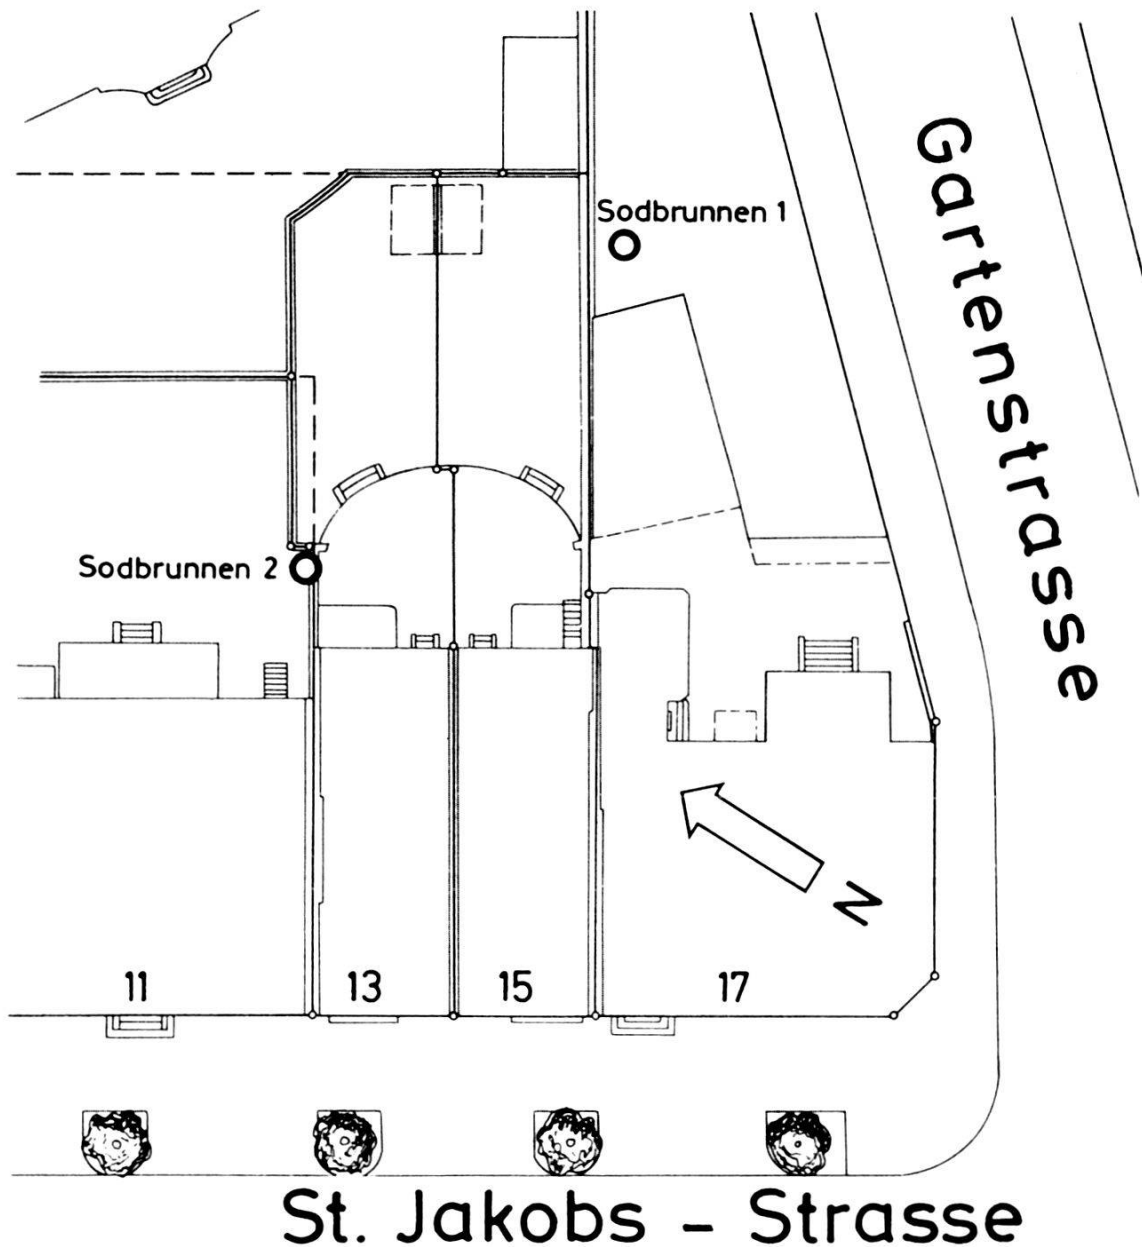 Sodbrunnen 1
Gartenstrasse
Sodbrunnen 2
N
11
13
15
17
St. Jakobs - Strasse